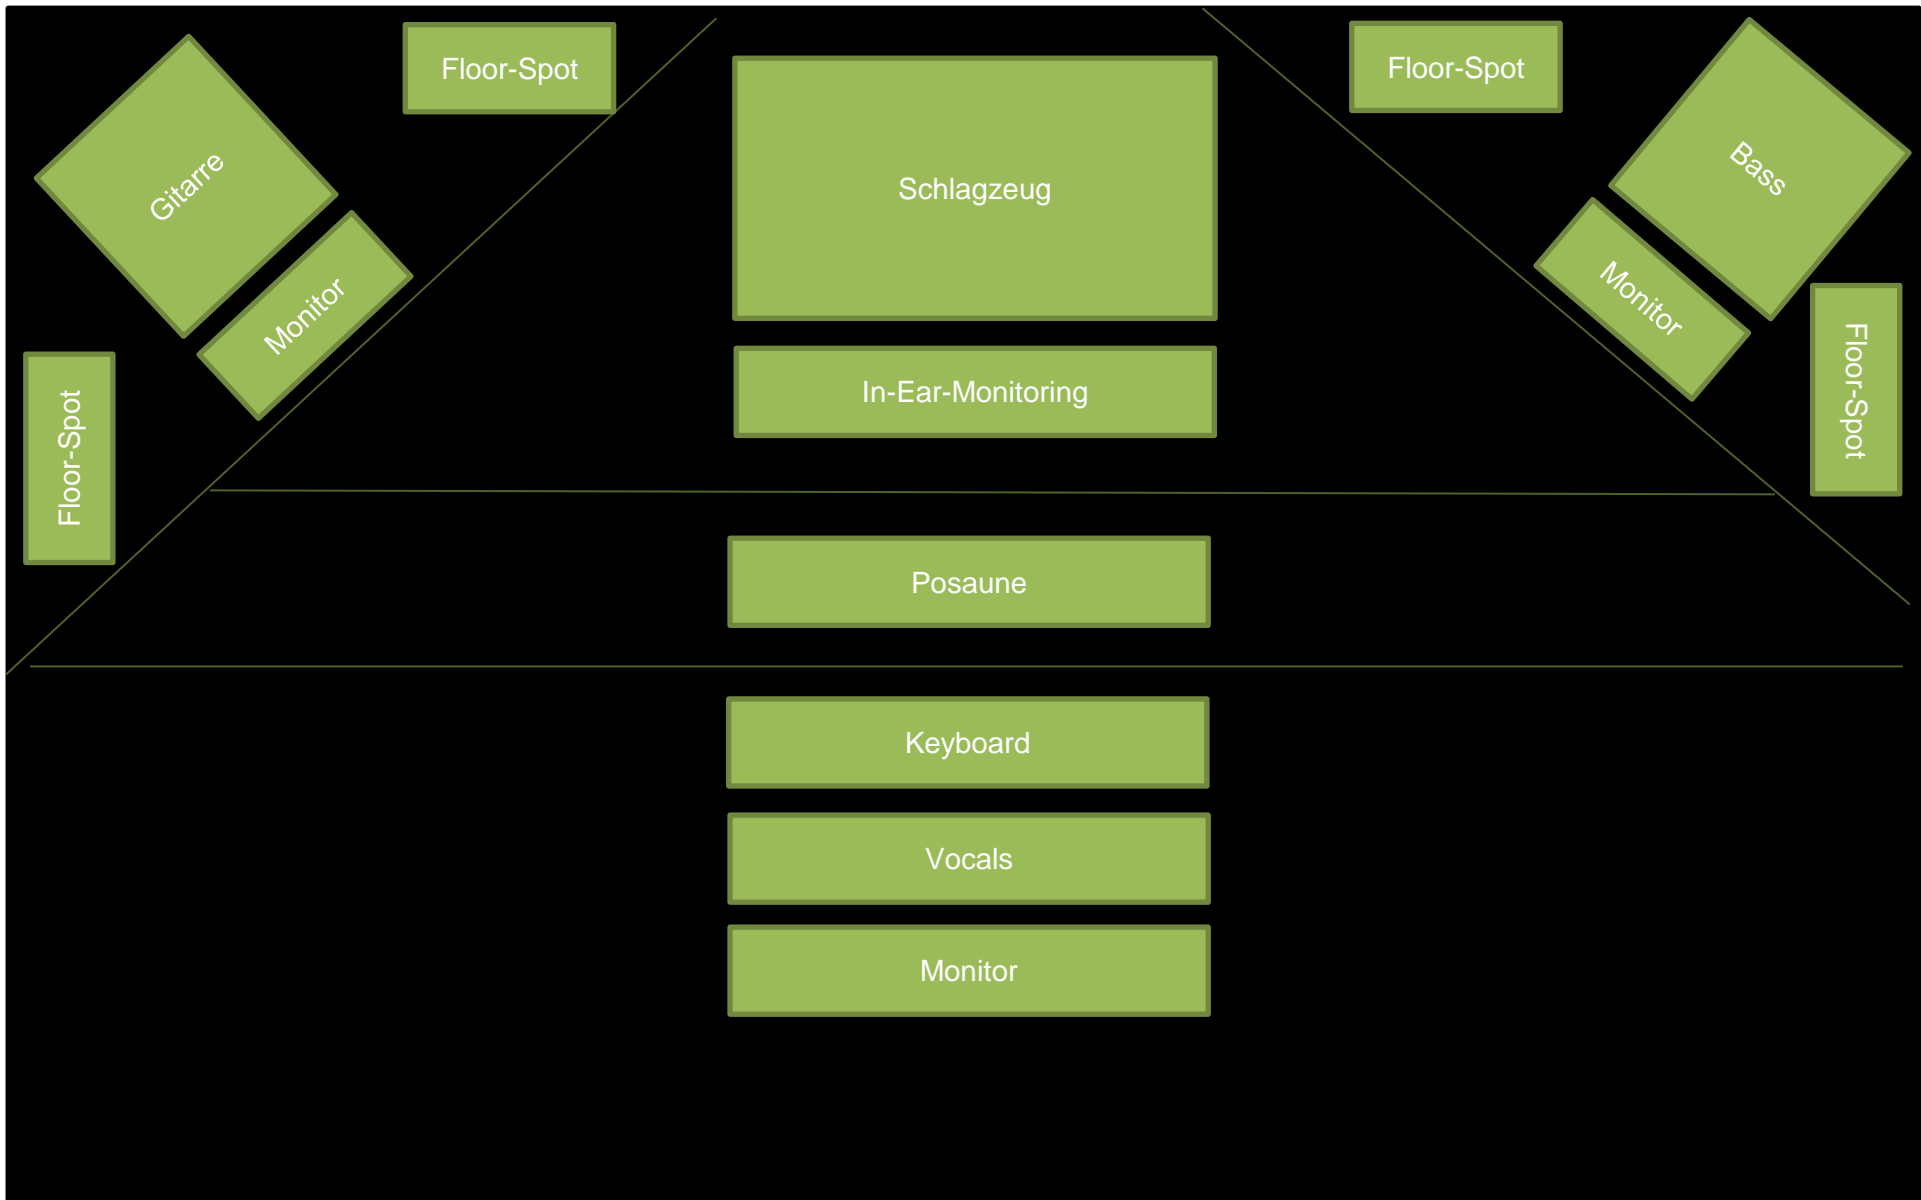 Floor-Spot
Floor-Spot
Gitarre
Schlagzeug
Bass
Monitor
Monitor
In-Ear-Monitoring
Floor-Spot
Floor-Spot
Posaune
Keyboard
Vocals
Monitor